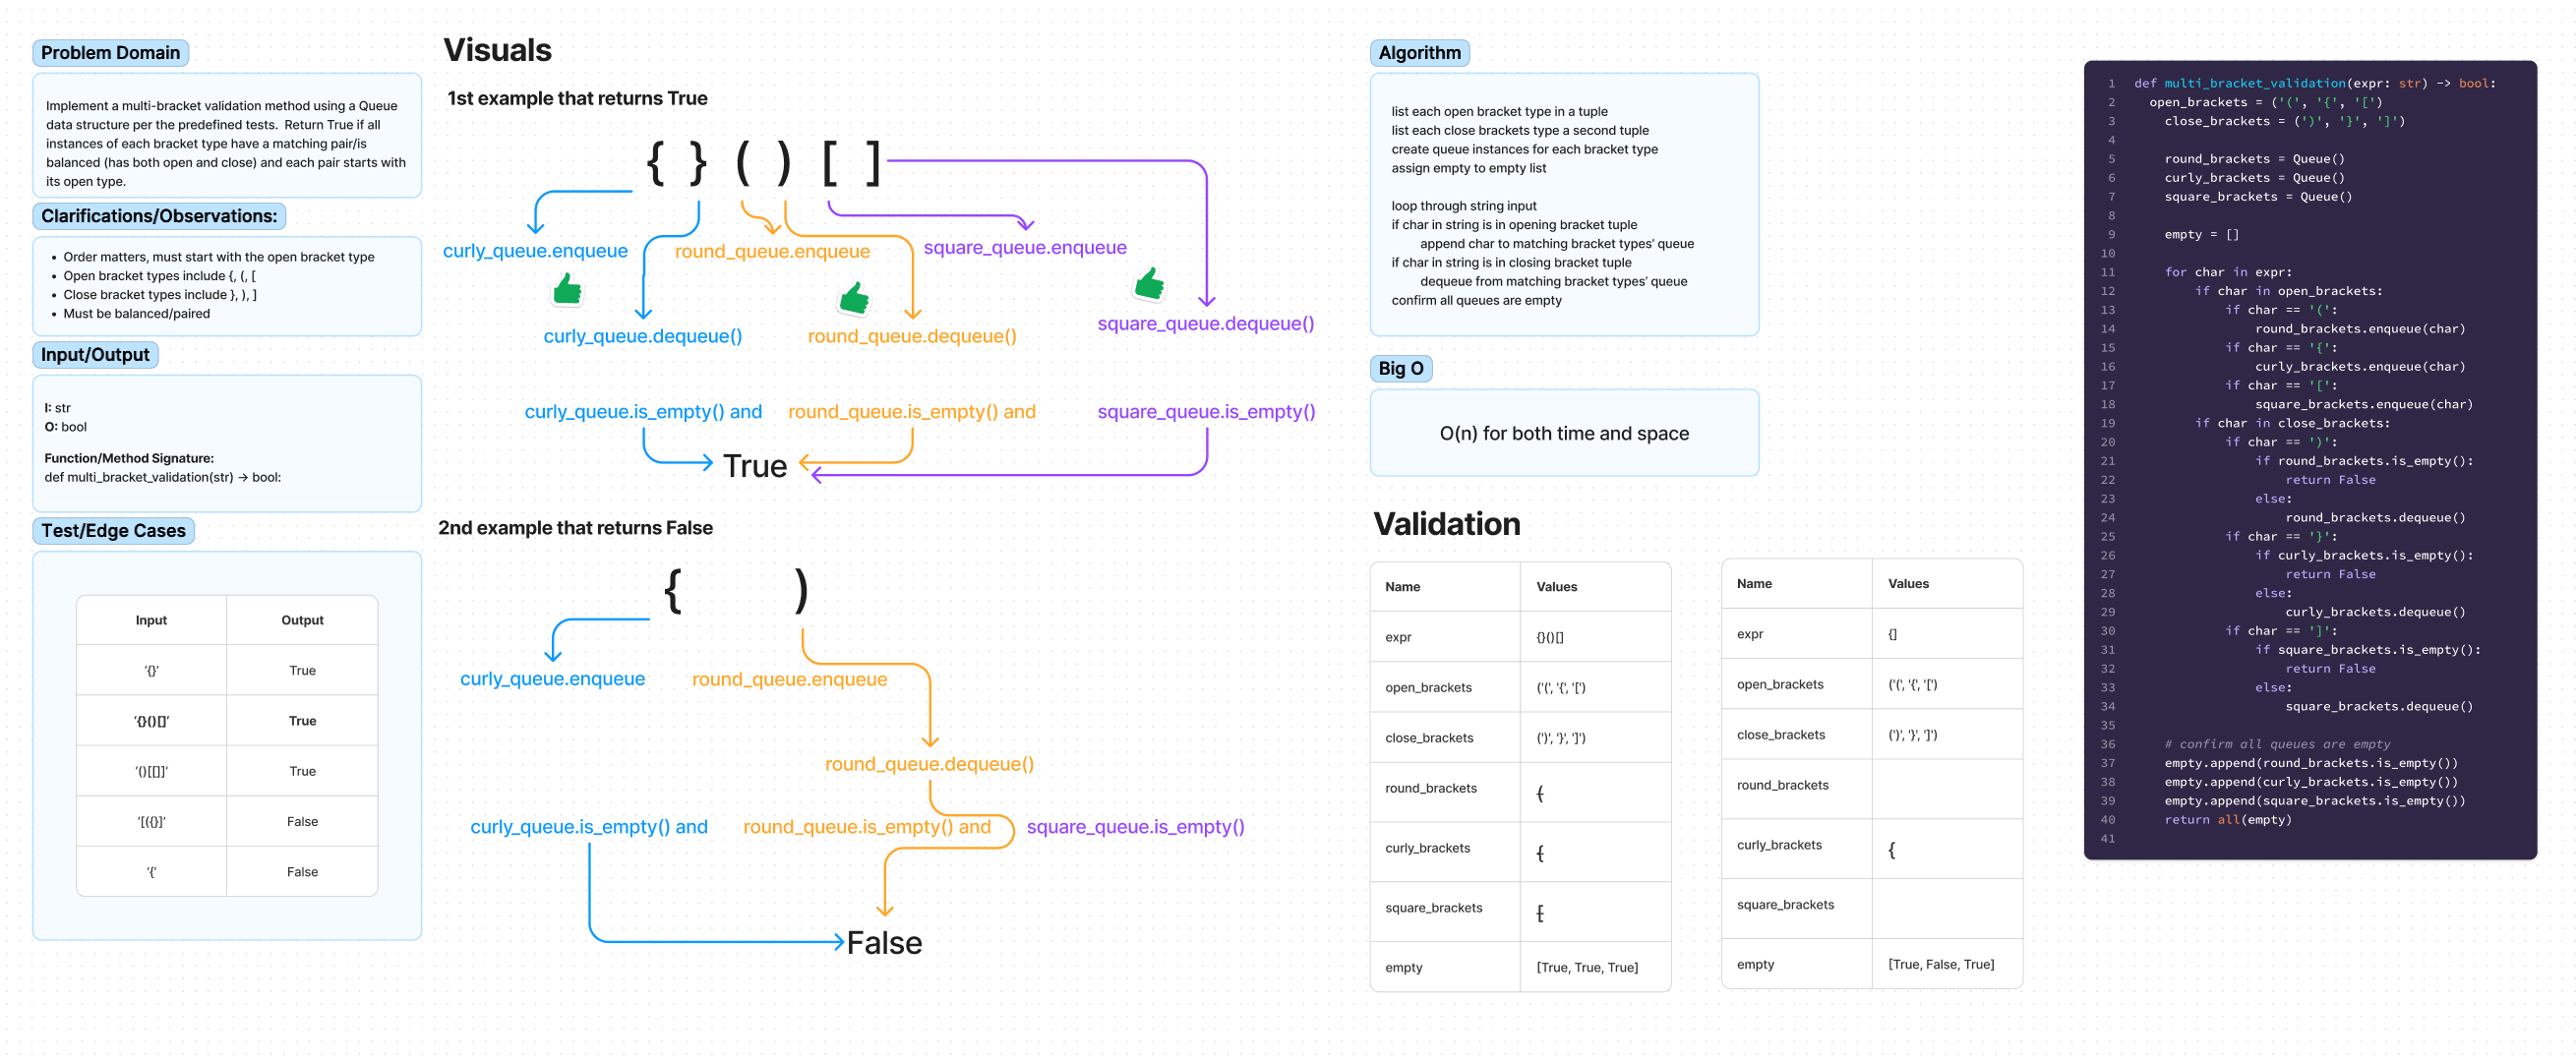 Problem Domain
Implement a multi-bracket validation method using a Queue
data structure per the predefined tests.  Return True if all
instances of each bracket type have a matching pair/is
balanced (has both open and close) and each pair starts with
its open type.
Clarifications/Observations:
• Order matters, must start with the open bracket type
• Open bracket types include {, (, [
• Close bracket types include }, ), ]
• Must be balanced/paired
Input/Output
I: str
O: bool
Function/Method Signature:
def multi_bracket_validation(str) → bool:
Test/Edge Cases
Input Output
'{}' True
'{}()[]' True
'()[[]]' True
'[({}]' False
'{' False
Visuals
1st example that returns True
{ } ( ) [ ]
curly_queue.enqueue
round_queue.enqueue
square_queue.enqueue
curly_queue.dequeue()
round_queue.dequeue()
square_queue.dequeue()
curly_queue.is_empty() and
round_queue.is_empty() and
square_queue.is_empty()
True
2nd example that returns False
{ )
curly_queue.enqueue
round_queue.enqueue
round_queue.dequeue()
curly_queue.is_empty() and
round_queue.is_empty() and
square_queue.is_empty()
False
Algorithm
list each open bracket type in a tuple
list each close brackets type a second tuple
create queue instances for each bracket type
assign empty to empty list
loop through string input
if char in string is in opening bracket tuple
append char to matching bracket types' queue
if char in string is in closing bracket tuple
dequeue from matching bracket types' queue
confirm all queues are empty
Big O
O(n) for both time and space
Validation
Name Values
expr {}()[]
open_brackets ('(', '{', '[')
close_brackets (')', '}', ']')
round_brackets (
curly_brackets {
square_brackets [
empty [True, True, True]
Name Values
expr {]
open_brackets ('(', '{', '[')
close_brackets (')', '}', ']')
round_brackets
curly_brackets {
square_brackets
empty [True, False, True]
1 def multi_bracket_validation(expr: str) -> bool:
2   open_brackets = ('(', '{', '[')
3     close_brackets = (')', '}', ']')
4
5     round_brackets = Queue()
6     curly_brackets = Queue()
7     square_brackets = Queue()
8
9     empty = []
10
11     for char in expr:
12         if char in open_brackets:
13             if char == '(':
14                 round_brackets.enqueue(char)
15             if char == '{':
16                 curly_brackets.enqueue(char)
17             if char == '[':
18                 square_brackets.enqueue(char)
19         if char in close_brackets:
20             if char == ')':
21                 if round_brackets.is_empty():
22                     return False
23                 else:
24                     round_brackets.dequeue()
25             if char == '}':
26                 if curly_brackets.is_empty():
27                     return False
28                 else:
29                     curly_brackets.dequeue()
30             if char == ']':
31                 if square_brackets.is_empty():
32                     return False
33                 else:
34                     square_brackets.dequeue()
35
36     # confirm all queues are empty
37     empty.append(round_brackets.is_empty())
38     empty.append(curly_brackets.is_empty())
39     empty.append(square_brackets.is_empty())
40     return all(empty)
41